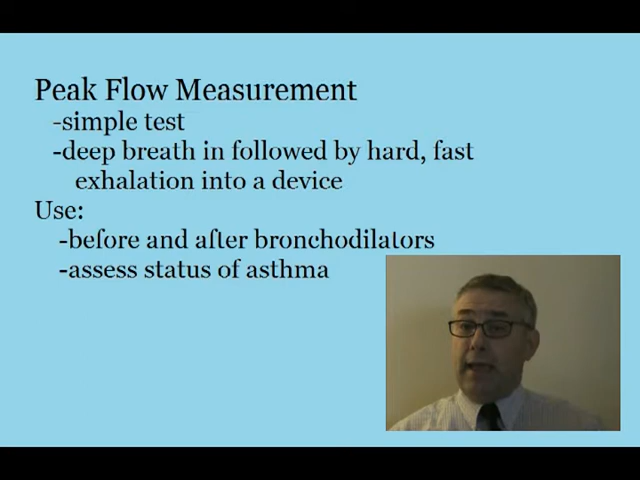 Peak Flow Measurement
-simple test
-deep breath in followed by hard, fast
exhalation into a device
Use:
-before and after bronchodilators
-assess status of asthma